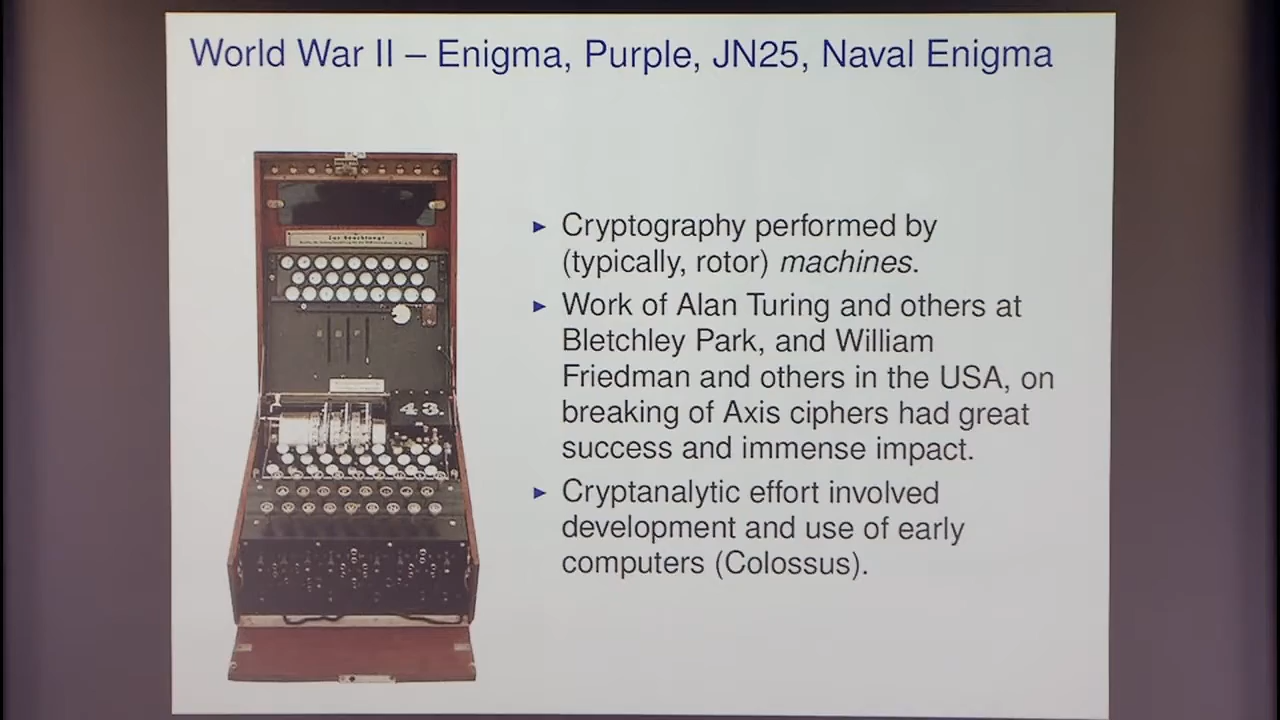 World War II – Enigma, Purple, JN25, Naval Enigma
Zur Beachtung!
43.
► Cryptography performed by
(typically, rotor) machines.
► Work of Alan Turing and others at
Bletchley Park, and William
Friedman and others in the USA, on
breaking of Axis ciphers had great
success and immense impact.
► Cryptanalytic effort involved
development and use of early
computers (Colossus).